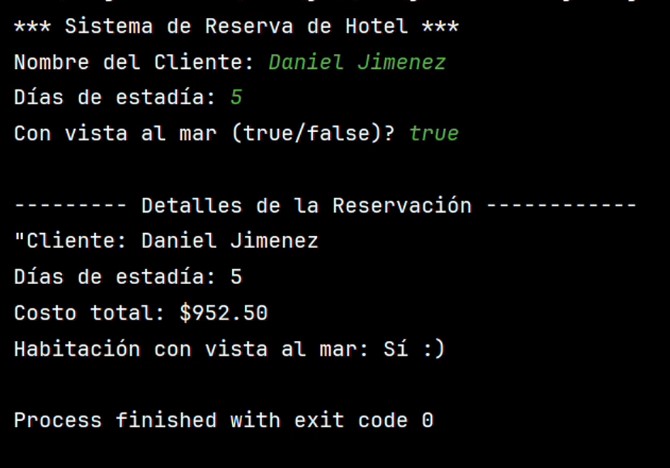 *** Sistema de Reserva de Hotel ***
Nombre del Cliente: Daniel Jimenez
Días de estadía: 5
Con vista al mar (true/false)? true
--------- Detalles de la Reservación ------------
"Cliente: Daniel Jimenez
Días de estadía: 5
Costo total: $952.50
Habitación con vista al mar: Sí :)
Process finished with exit code 0